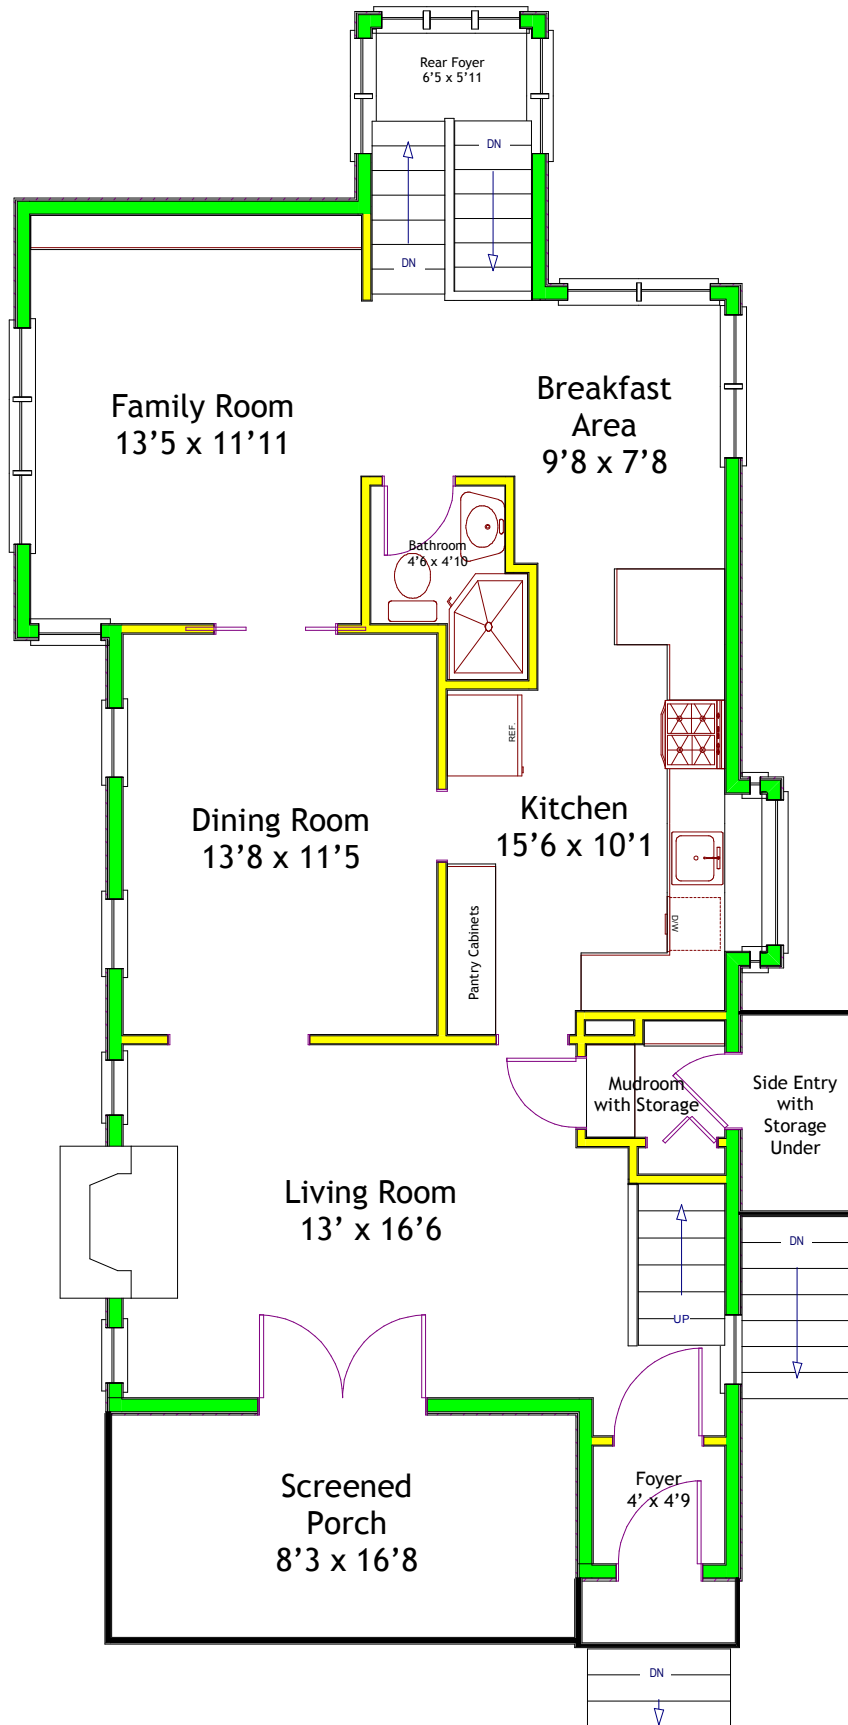 Rear Foyer
6'5 x 5'11
DN
DN
Family Room
13'5 x 11'11
Breakfast
Area
9'8 x 7'8
Bathroom
4'6 x 4'10
REF.
Dining Room
13'8 x 11'5
Kitchen
15'6 x 10'1
D/W
Pantry Cabinets
Mudroom
with Storage
Side Entry
with
Storage
Under
Living Room
13' x 16'6
DN
UP
Screened
Porch
8'3 x 16'8
Foyer
4' x 4'9
DN